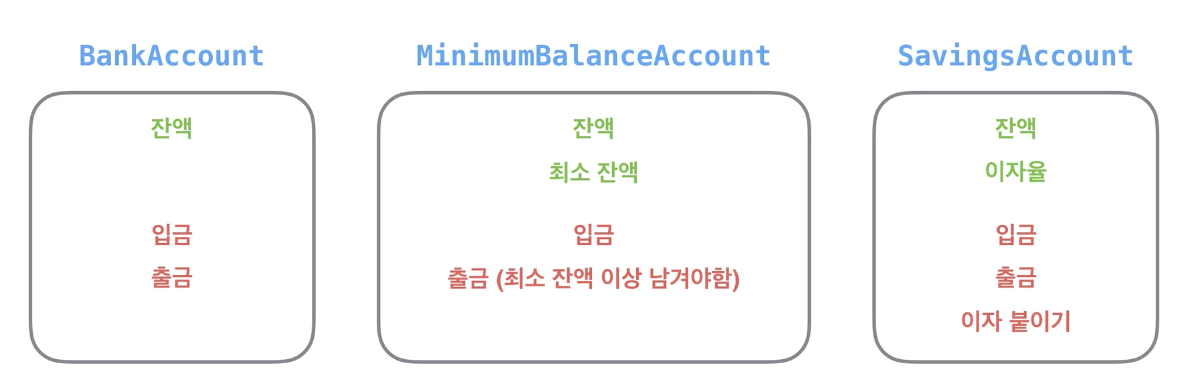 BankAccount
잔액
입금
출금
MinimumBalanceAccount
잔액
최소 잔액
입금
출금 (최소 잔액 이상 남겨야함)
SavingsAccount
잔액
이자율
입금
출금
이자 붙이기